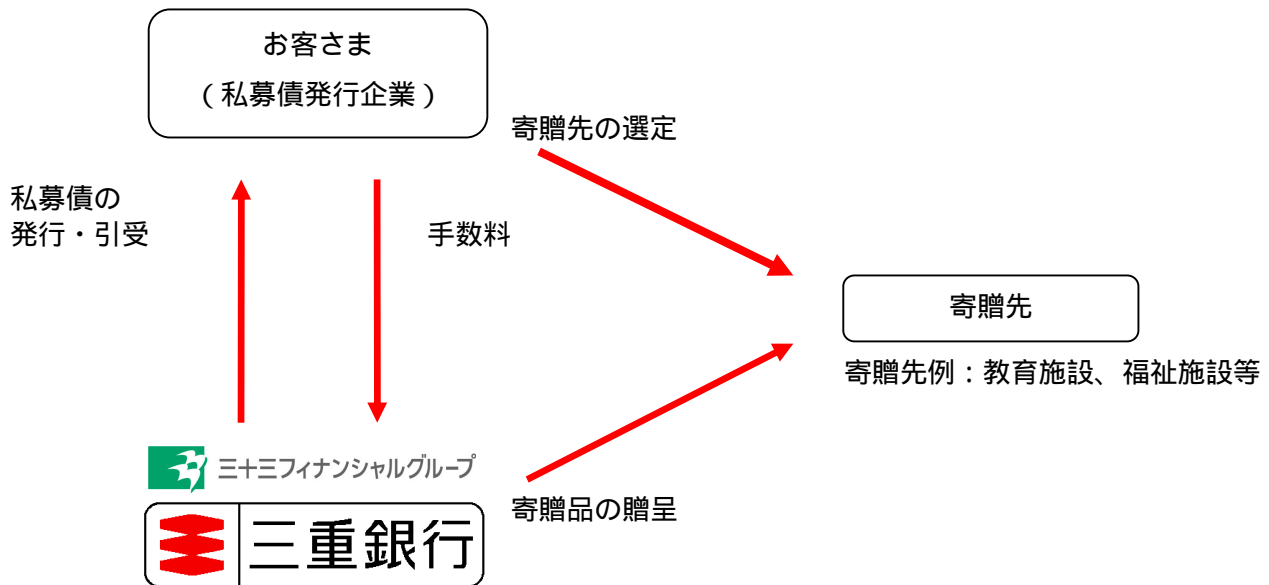 お客さま
(私募債発行企業)
寄贈先の選定
私募債の
発行・引受
手数料
寄贈先
寄贈先例:教育施設、福祉施設等
三十三フィナンシャルグループ
三重銀行
寄贈品の贈呈